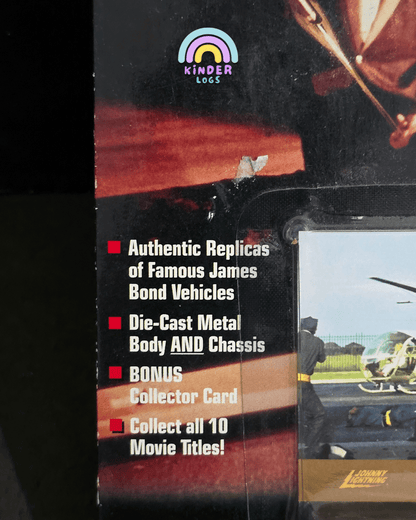 KiNDER
LOGS
Authentic Replicas
of Famous James
Bond Vehicles
Die-Cast Metal
Body AND Chassis
BONUS
Collector Card
Collect all 10
Movie Titles!
JOHNNY
LIGHTNING